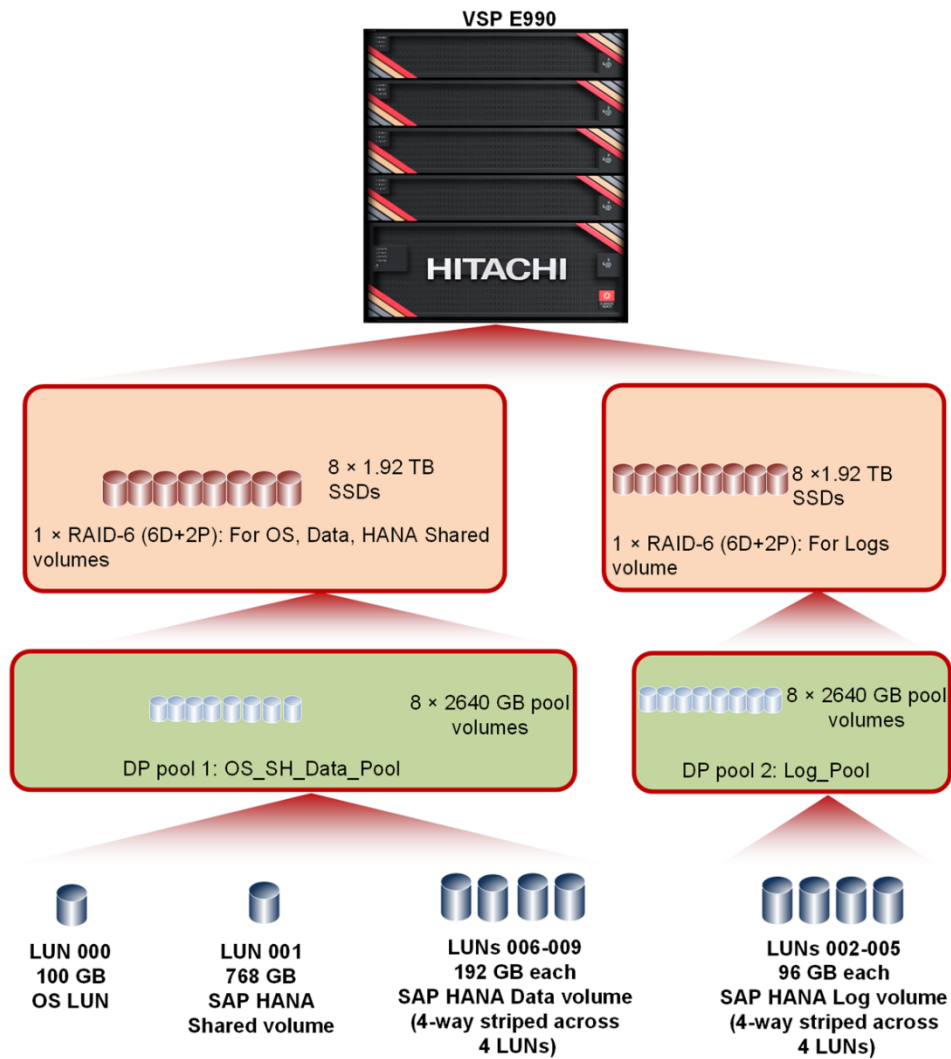 VSP E990
HITACHI
8 × 1.92 TB
SSDs
1 × RAID-6 (6D+2P): For OS, Data, HANA Shared
volumes
8 ×1.92 TB
SSDs
1 × RAID-6 (6D+2P): For Logs
volume
8 × 2640 GB pool
volumes
DP pool 1: OS_SH_Data_Pool
8 × 2640 GB pool
volumes
DP pool 2: Log_Pool
LUN 000
100 GB
OS LUN
LUN 001
768 GB
SAP HANA
Shared volume
LUNs 006-009
192 GB each
SAP HANA Data volume
(4-way striped across
4 LUNs)
LUNs 002-005
96 GB each
SAP HANA Log volume
(4-way striped across
4 LUNs)